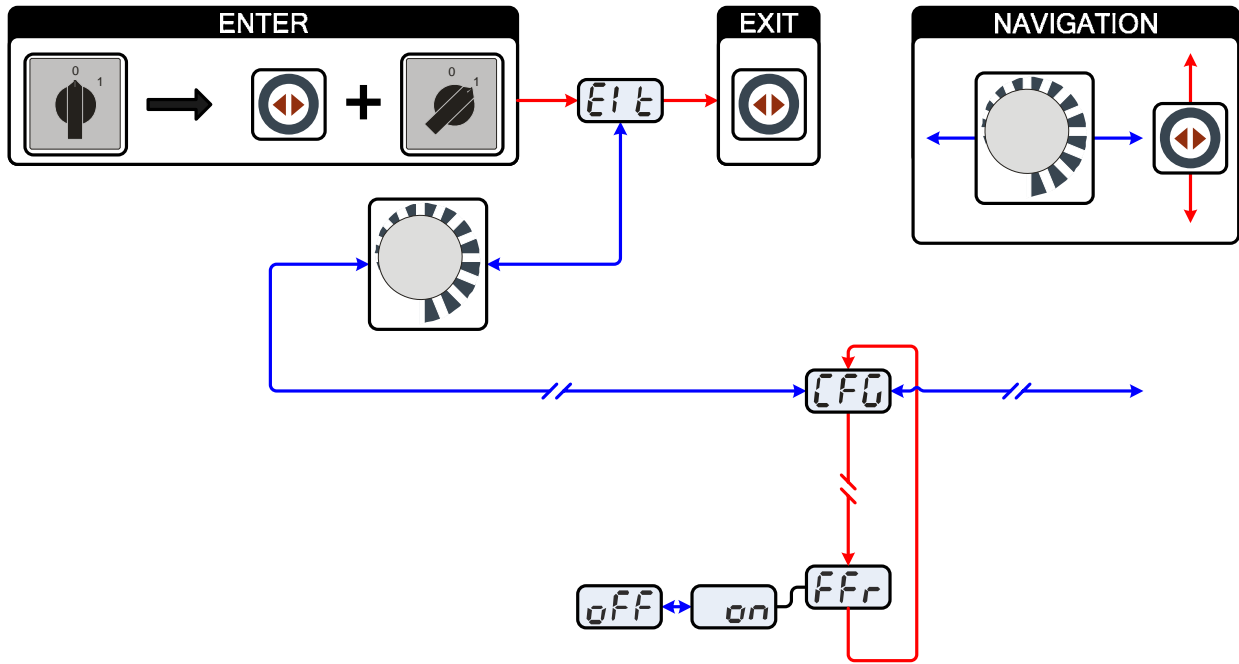 ENTER
EXIT
NAVIGATION
0
1
0
1
EIt
CFG
FFr
oFF
on